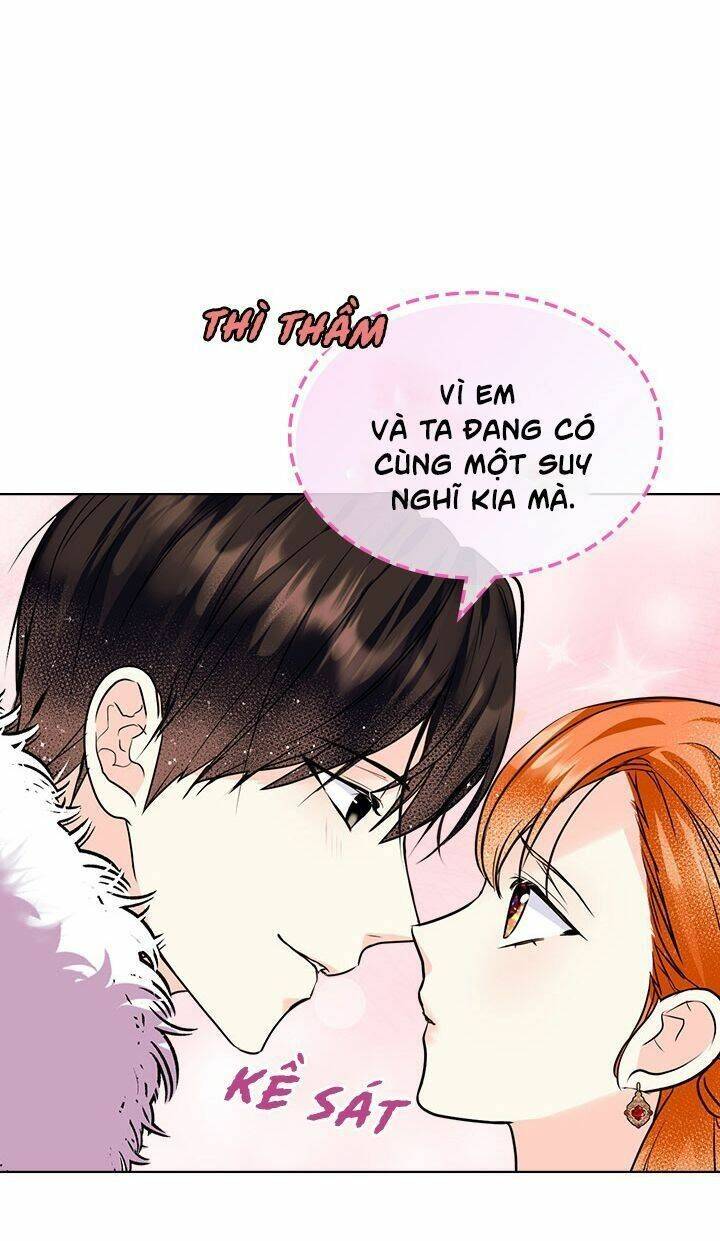 THÌ THẦM
VÌ EM
VÀ TA ĐANG CÓ
CÙNG MỘT SUY
NGHĨ KIA MÀ.
KỀ SÁT